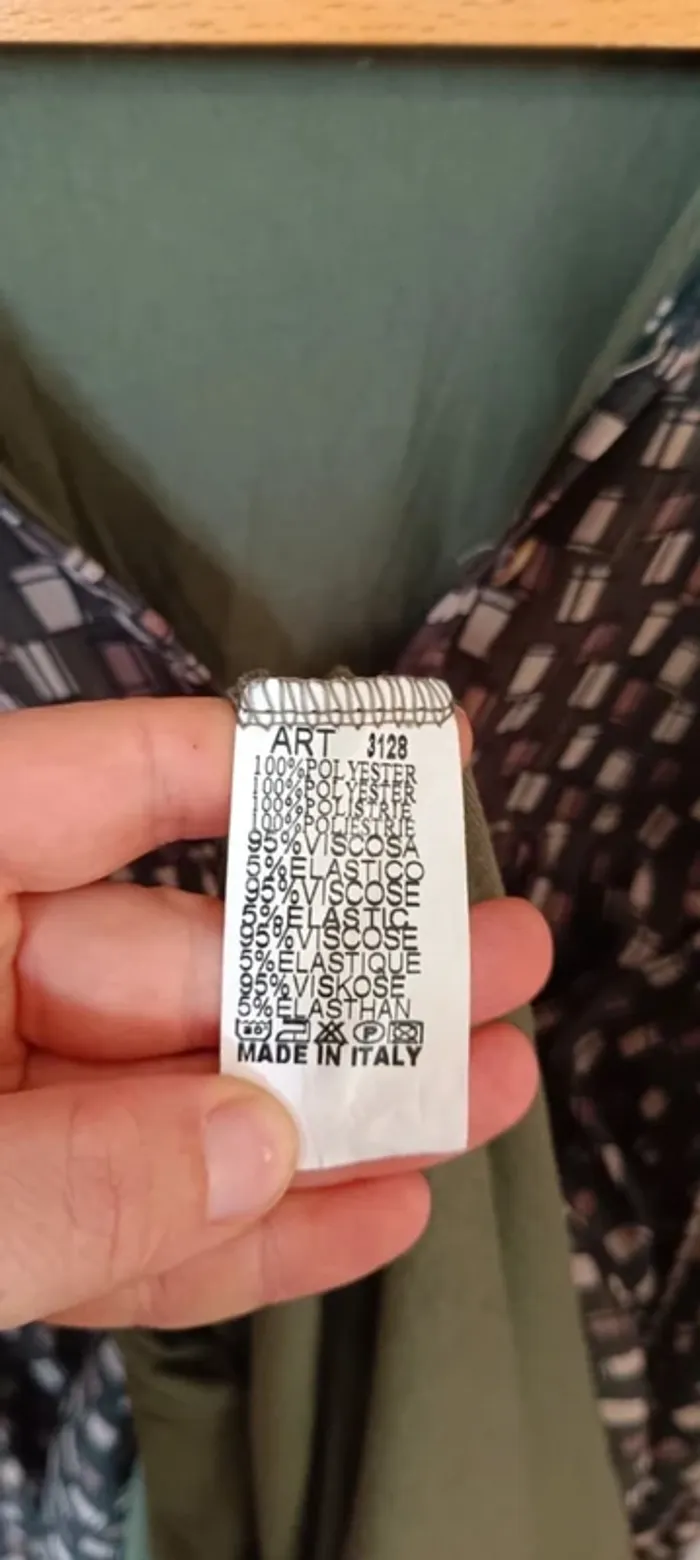 ART 3128
100%POLYESTER
100%POLYESTER
100%POLISTRIE
100%POLIESTRIE
95%VISCOSA
5%ELASTICO
95%VISCOSE
5%ELASTIC
95%VISCOSE
5%ELASTIQUE
95%VISKOSE
5%ELASTHAN
P
MADE IN ITALY